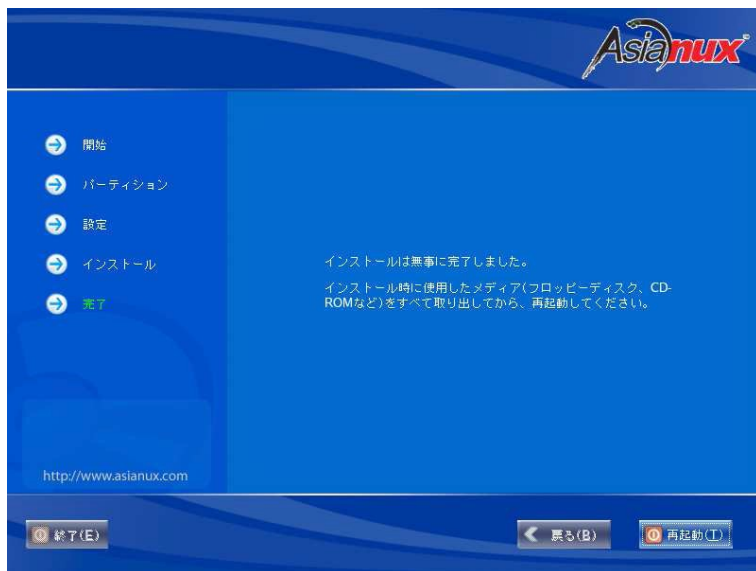 Asianux
開始
パーティション
設定
インストール
完了
インストールは無事に完了しました。
インストール時に使用したメディア(フロッピーディスク、CD-
ROMなど)をすべて取り出してから、再起動してください。
http://www.asianux.com
終了(E)
戻る(B)
再起動(T)